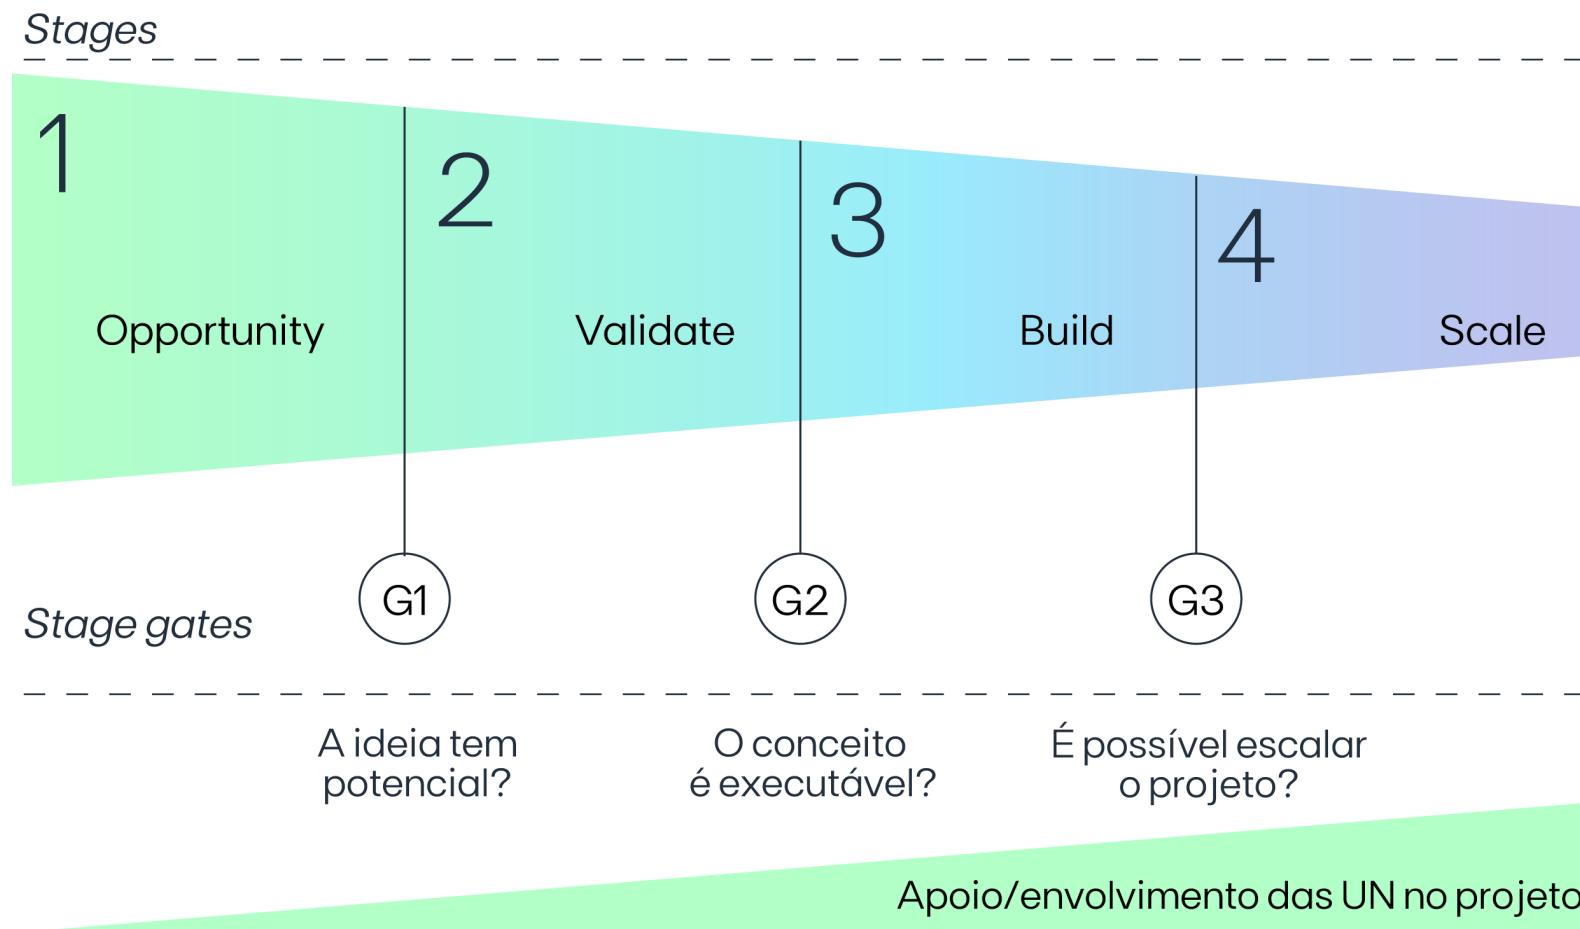 Stages
1
2
3
4
Opportunity
Validate
Build
Scale
G1
G2
G3
Stage gates
A ideia tem
potencial?
O conceito
é executável?
É possível escalar
o projeto?
Apoio/envolvimento das UN no projeto